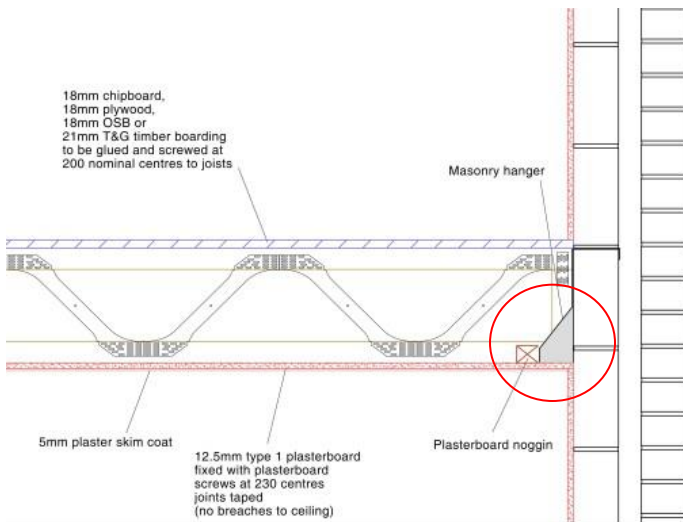 18mm chipboard,
18mm plywood,
18mm OSB or
21mm T&G timber boarding
to be glued and screwed at
200 nominal centres to joists
Masonry hanger
5mm plaster skim coat
12.5mm type 1 plasterboard
fixed with plasterboard
screws at 230 centres
joints taped
(no breaches to ceiling)
Plasterboard noggin